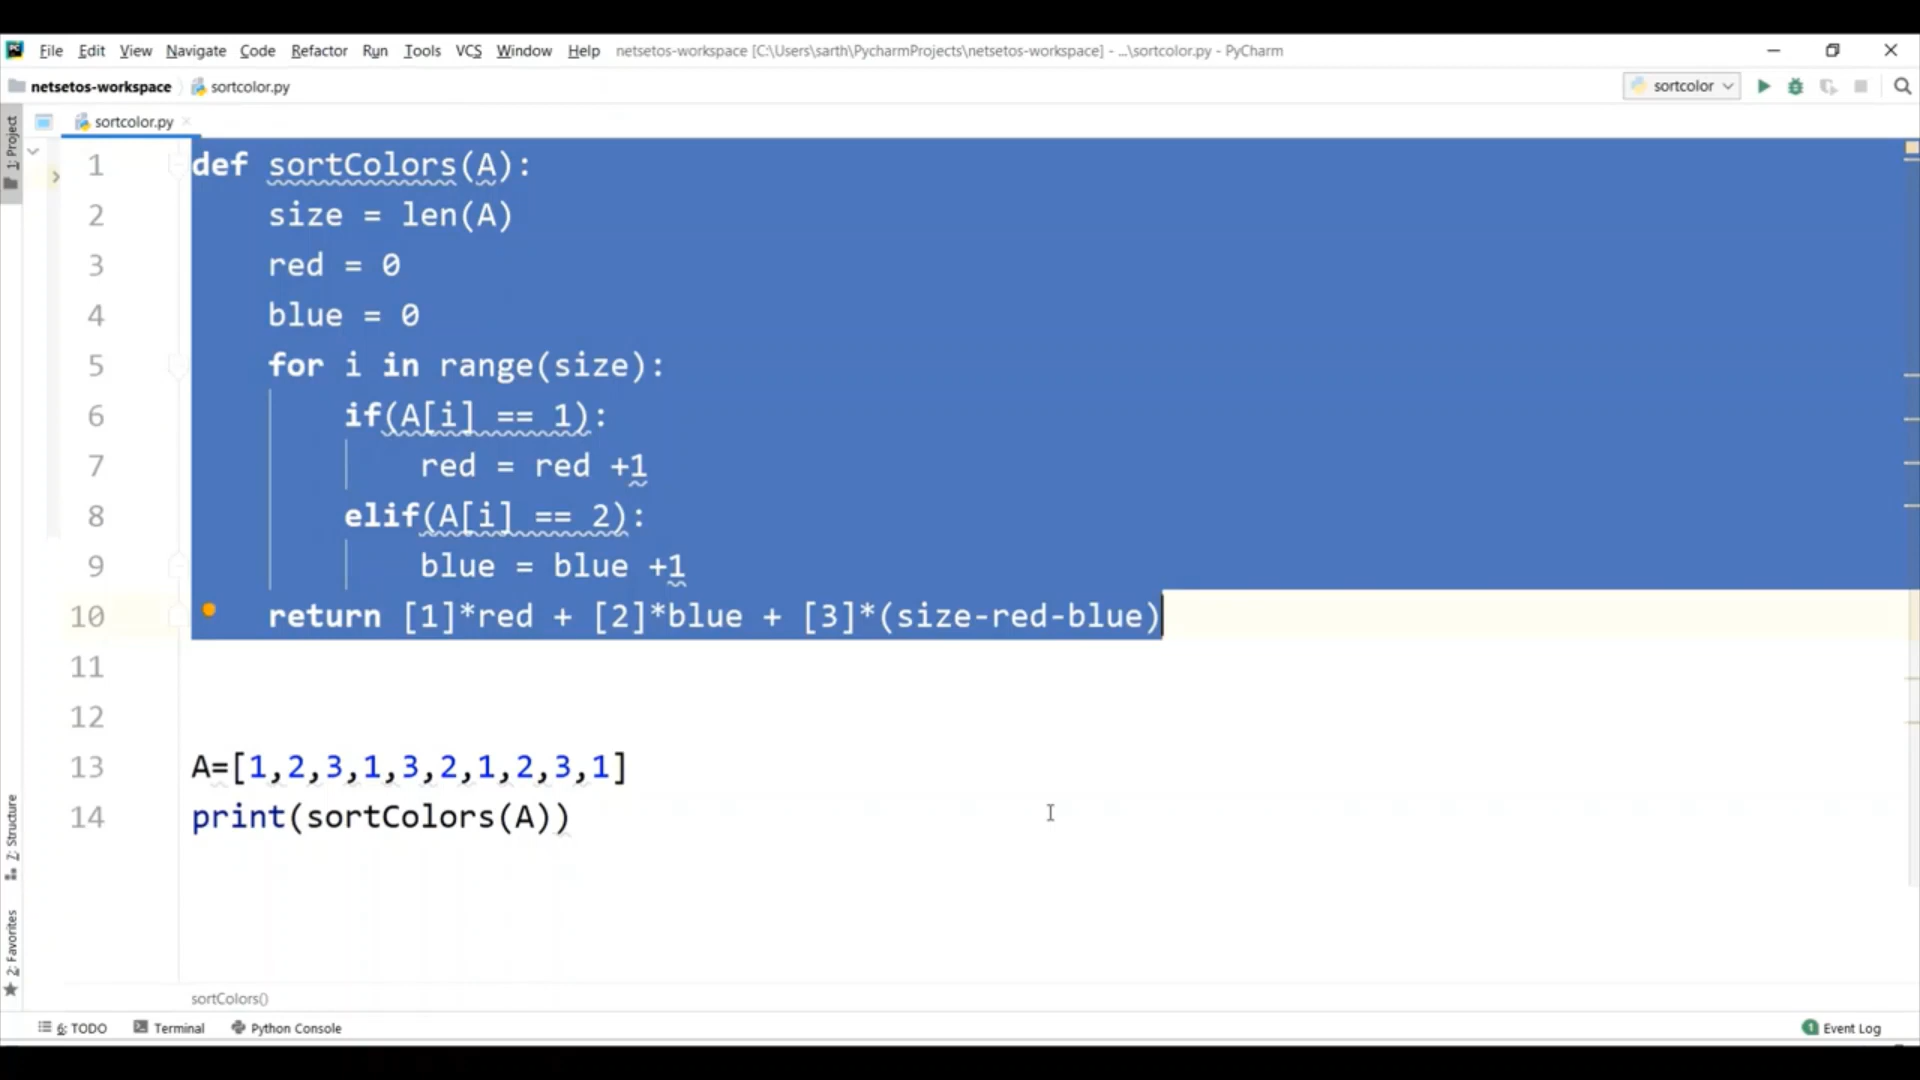 File Edit View Navigate Code Refactor Run Tools VCS Window Help netsetos-workspace [C:\Users\sarth\PycharmProjects\netsetos-workspace] - ...\sortcolor.py - PyCharm
netsetos-workspace sortcolor.py sortcolor
sortcolor.py
1: Project
1 def sortColors(A):
2 size = len(A)
3 red = 0
4 blue = 0
5 for i in range(size):
6 if(A[i] == 1):
7 red = red +1
8 elif(A[i] == 2):
9 blue = blue +1
10 return [1]*red + [2]*blue + [3]*(size-red-blue)
11
12
13 A=[1,2,3,1,3,2,1,2,3,1]
14 print(sortColors(A))
Z: Structure
2: Favorites
sortColors()
6: TODO Terminal Python Console 1 Event Log